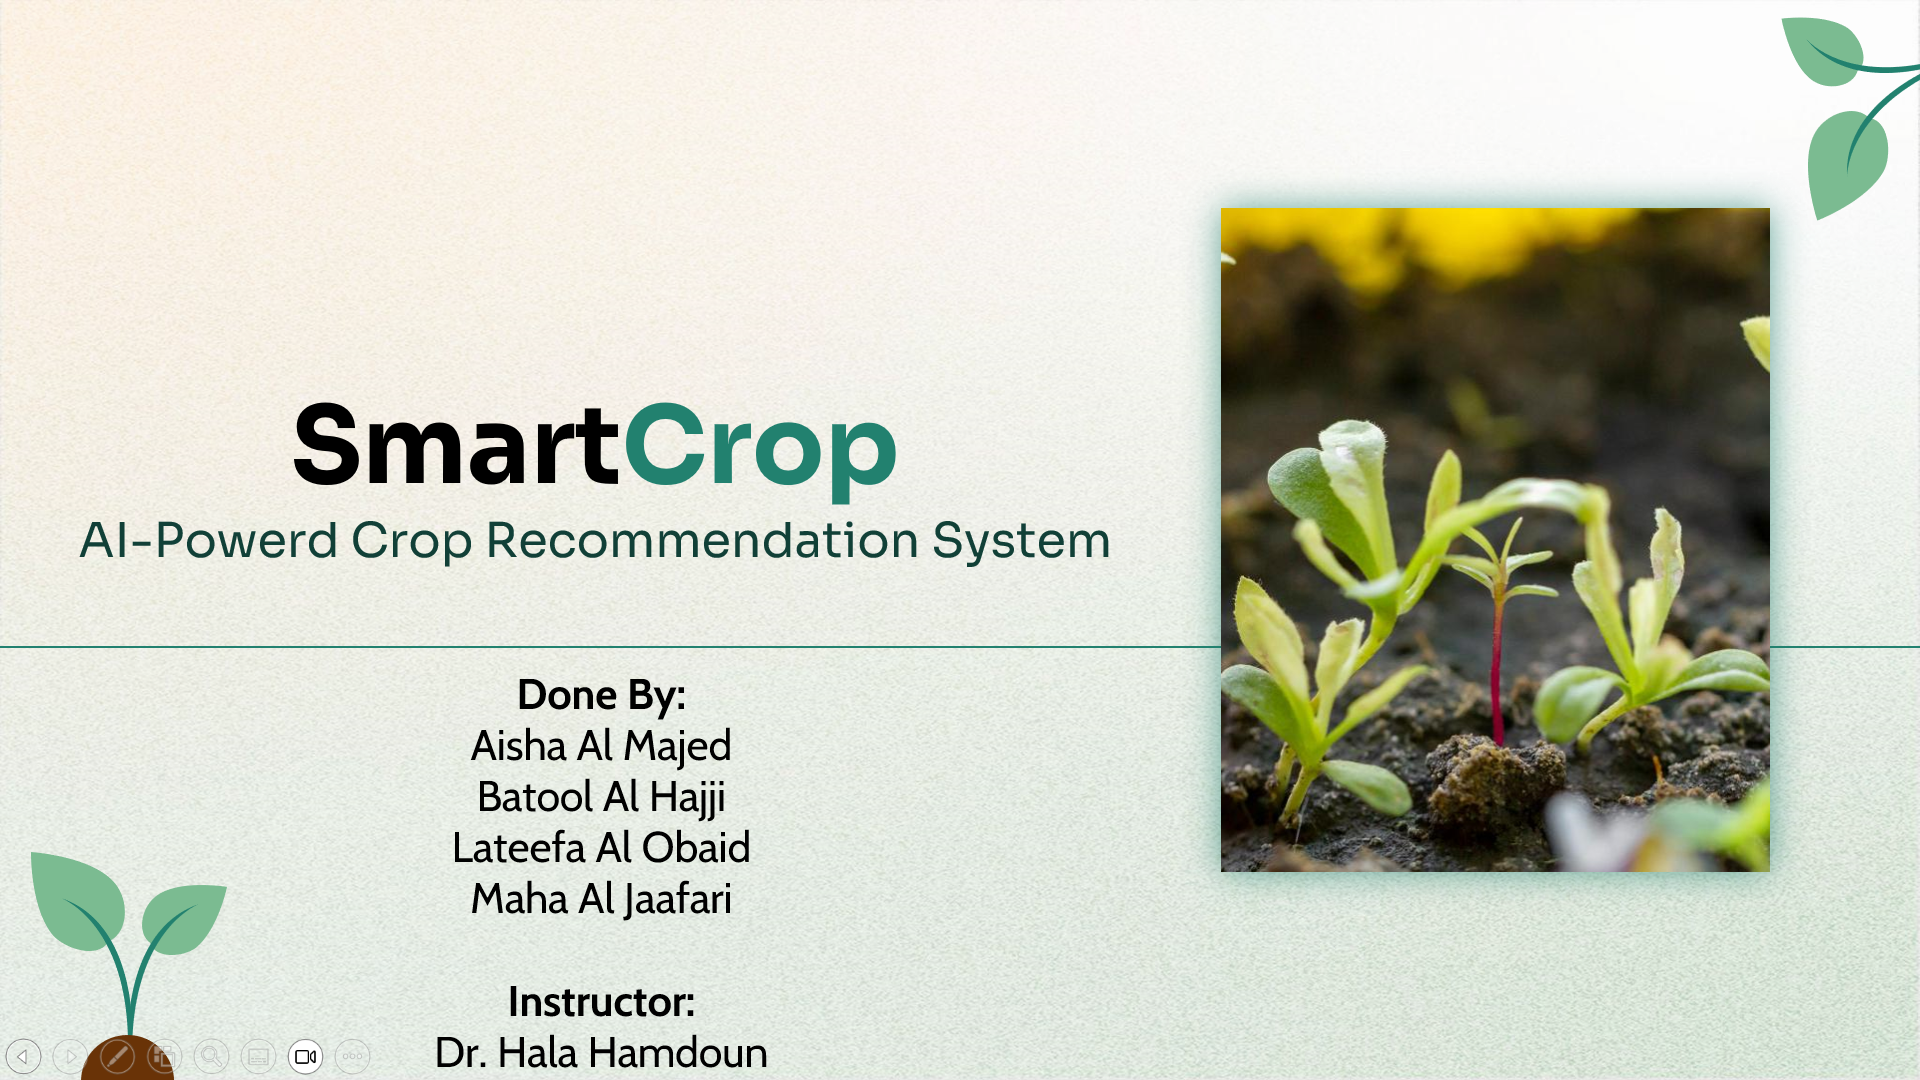 SmartCrop
AI-Powerd Crop Recommendation System
Done By:
Aisha Al Majed
Batool Al Hajji
Lateefa Al Obaid
Maha Al Jaafari
Instructor:
Dr. Hala Hamdoun